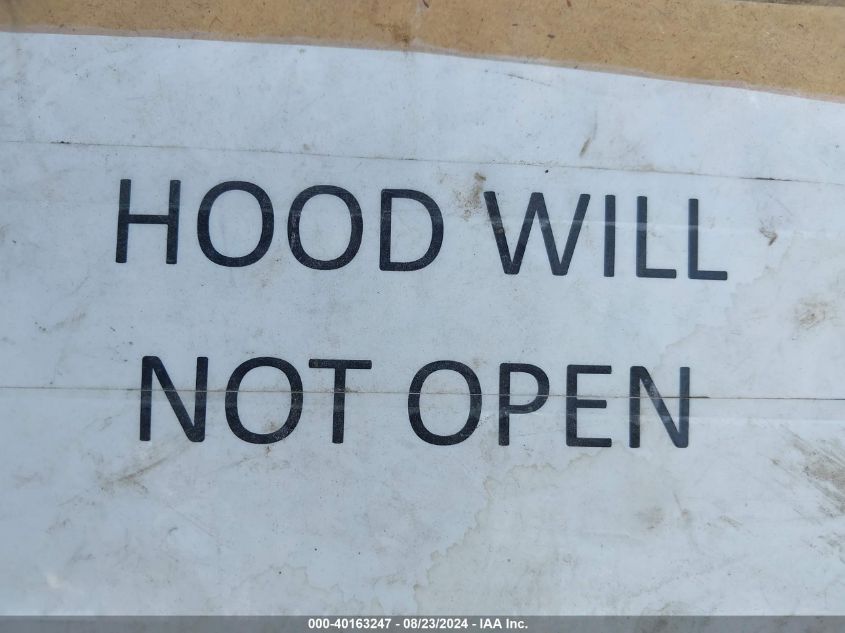 HOOD WILL
NOT OPEN
000-40163247 - 08/23/2024 - IAA Inc.